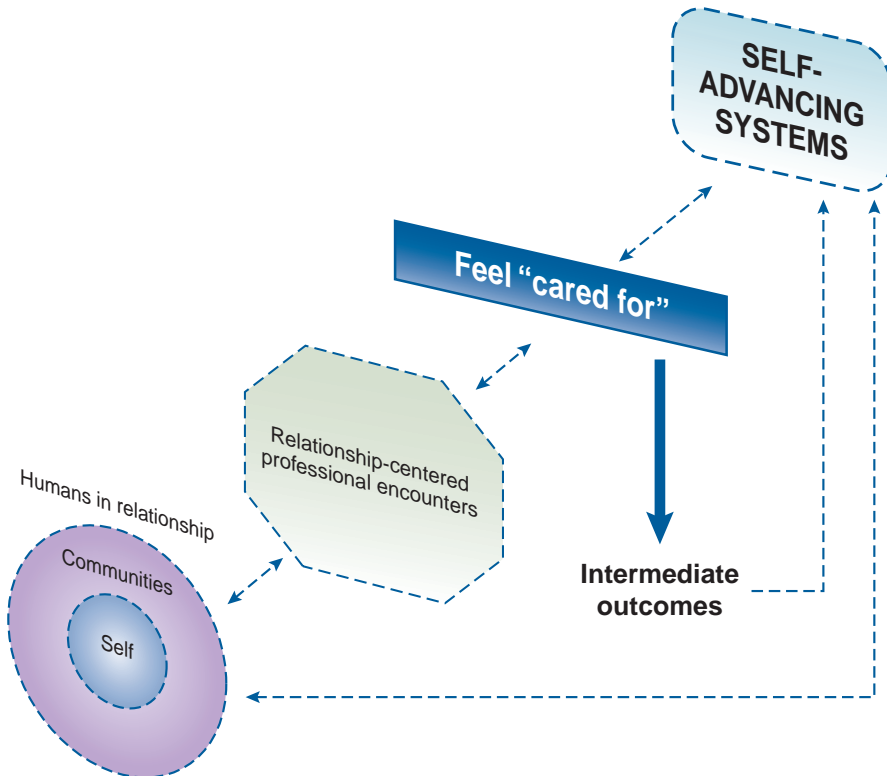 SELF-
ADVANCING
SYSTEMS
Feel “cared for”
Relationship-centered
professional encounters
Humans in relationship
Communities
Self
Intermediate
outcomes